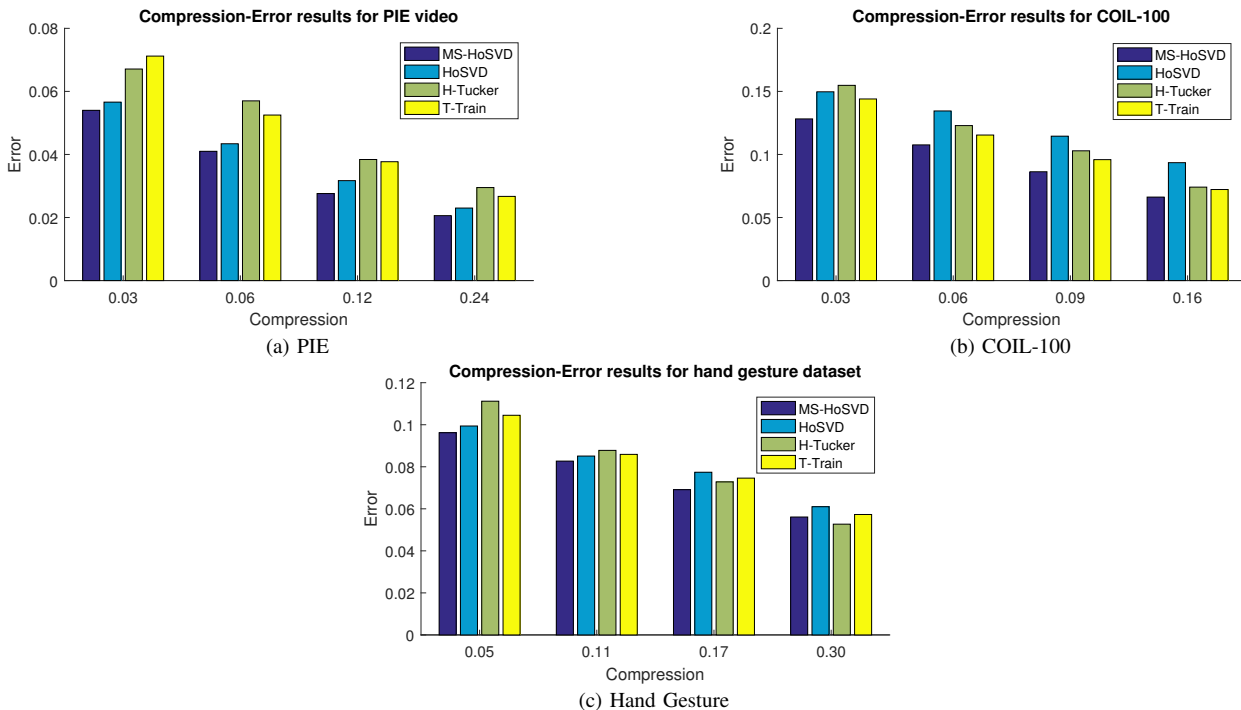 Compression-Error results for PIE video
0.08
0.06
0.04
0.02
0
Error
MS-HoSVD
HoSVD
H-Tucker
T-Train
0.03 0.06 0.12 0.24
Compression
(a) PIE
Compression-Error results for COIL-100
0.2
0.15
0.1
0.05
0
Error
MS-HoSVD
HoSVD
H-Tucker
T-Train
0.03 0.06 0.09 0.16
Compression
(b) COIL-100
Compression-Error results for hand gesture dataset
0.12
0.1
0.08
0.06
0.04
0.02
0
Error
MS-HoSVD
HoSVD
H-Tucker
T-Train
0.05 0.11 0.17 0.30
Compression
(c) Hand Gesture